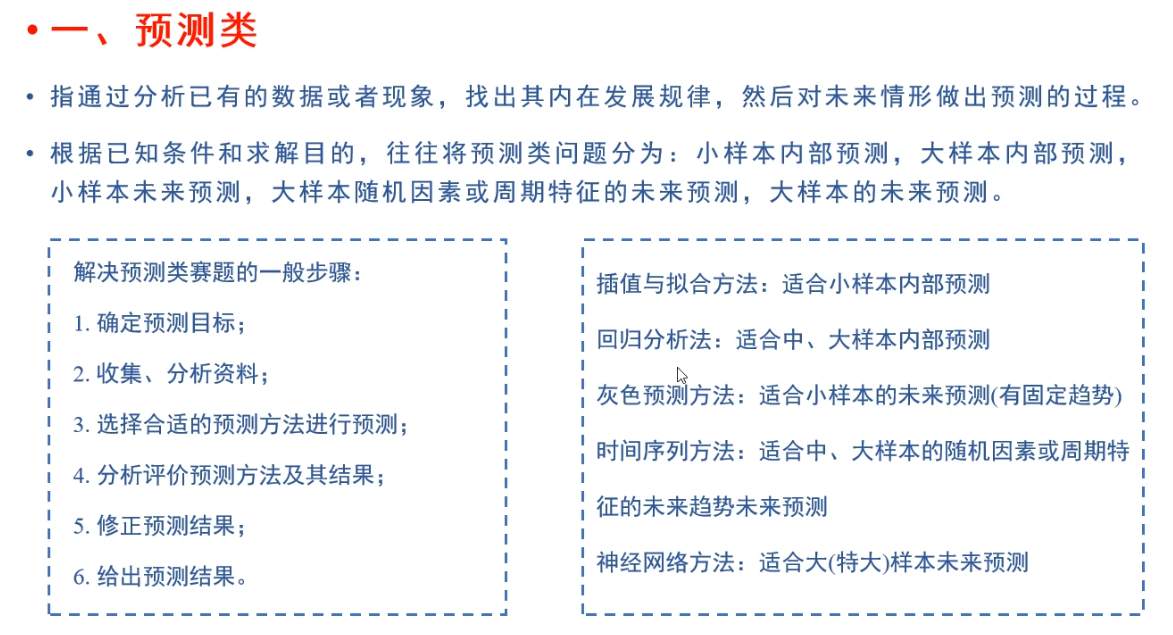 • 一、预测类
• 指通过分析已有的数据或者现象，找出其内在发展规律，然后对未来情形做出预测的过程。
• 根据已知条件和求解目的，往往将预测类问题分为：小样本内部预测，大样本内部预测，
小样本未来预测，大样本随机因素或周期特征的未来预测，大样本的未来预测。
解决预测类赛题的一般步骤：
1. 确定预测目标；
2. 收集、分析资料；
3. 选择合适的预测方法进行预测；
4. 分析评价预测方法及其结果；
5. 修正预测结果；
6. 给出预测结果。
插值与拟合方法：适合小样本内部预测
回归分析法：适合中、大样本内部预测
灰色预测方法：适合小样本的未来预测(有固定趋势)
时间序列方法：适合中、大样本的随机因素或周期特
征的未来趋势未来预测
神经网络方法：适合大(特大)样本未来预测